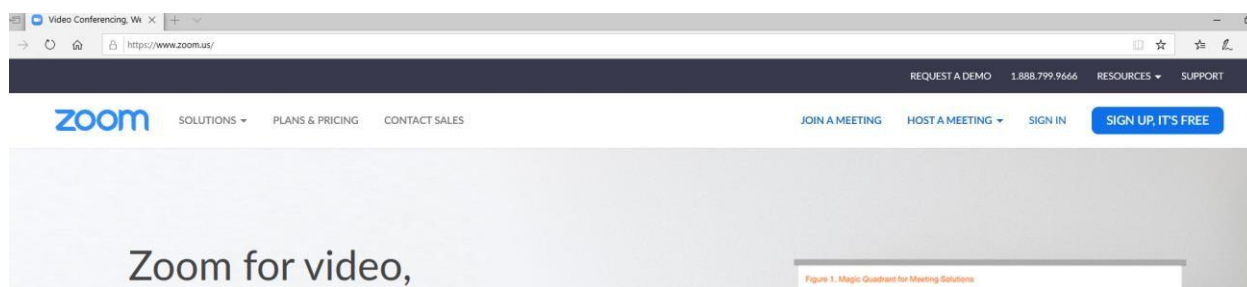 Video Conferencing, We
https://www.zoom.us/
REQUEST A DEMO 1.888.799.9666 RESOURCES SUPPORT
zoom SOLUTIONS PLANS & PRICING CONTACT SALES JOIN A MEETING HOST A MEETING SIGN IN SIGN UP, IT'S FREE
Zoom for video,
Figure 1. Magic Quadrant for Meeting Solutions